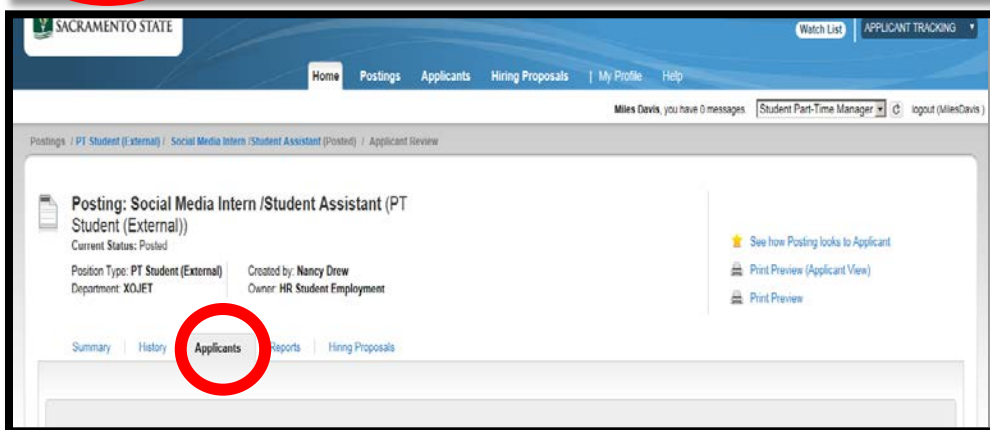 SACRAMENTO STATE
Watch List APPLICANT TRACKING
Home Postings Applicants Hiring Proposals | My Profile Help
Miles Davis, you have 0 messages. Student Part-Time Manager logout (MilesDavis)
Postings / PT Student (External) / Social Media Intern /Student Assistant (Posted) / Applicant Review
Posting: Social Media Intern /Student Assistant (PT
Student (External))
Current Status: Posted
See how Posting looks to Applicant
Position Type: PT Student (External) Created by: Nancy Drew
Print Preview (Applicant View)
Department: XOJET Owner: HR Student Employment
Print Preview
Summary History Applicants Reports Hiring Proposals